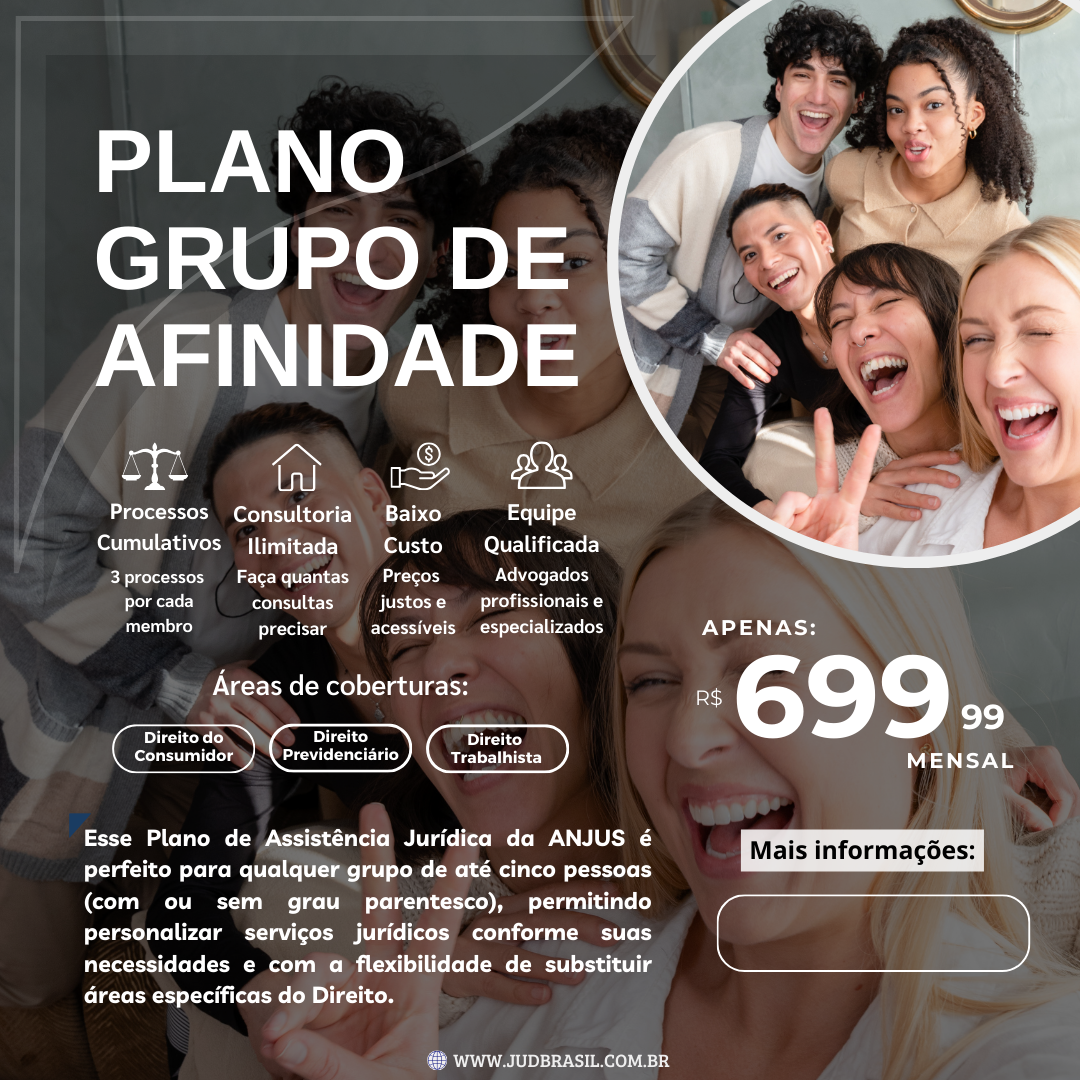 PLANO
GRUPO DE
AFINIDADE
Processos
Cumulativos
3 processos
por cada
membro
Consultoria
Ilimitada
Faça quantas
consultas
precisar
Baixo
Custo
Preços
justos e
acessíveis
Equipe
Qualificada
Advogados
profissionais e
especializados
Áreas de coberturas:
Direito do
Consumidor
Direito
Previdenciário
Direito
Trabalhista
APENAS:
R$ 699 99
MENSAL
Esse Plano de Assistência Jurídica da ANJUS é
perfeito para qualquer grupo de até cinco pessoas
(com ou sem grau parentesco), permitindo
personalizar serviços jurídicos conforme suas
necessidades e com a flexibilidade de substituir
áreas específicas do Direito.
Mais informações:
WWW.JUDBRASIL.COM.BR